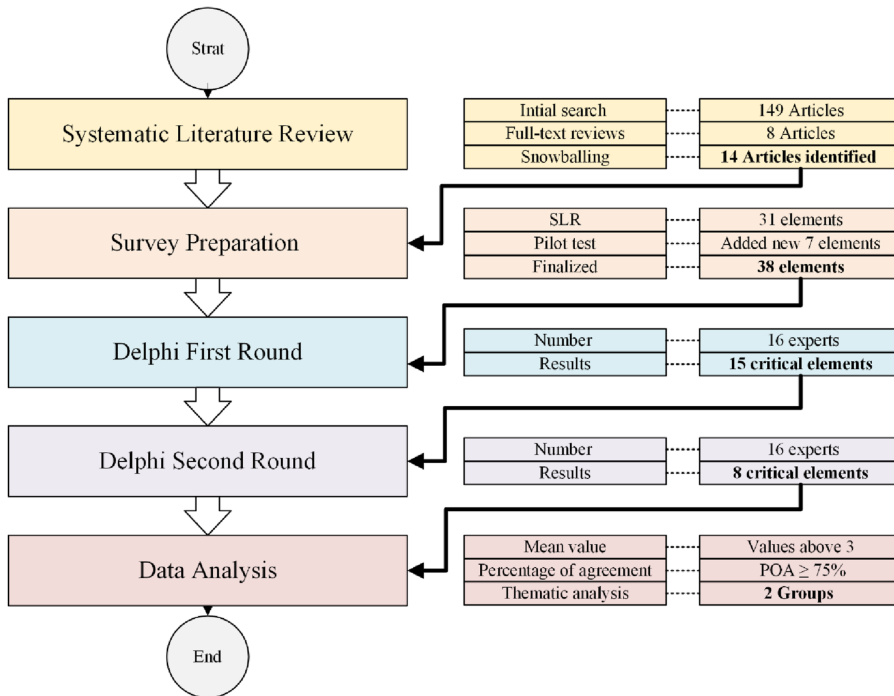 Strat
Systematic Literature Review
Intial search 149 Articles
Full-text reviews 8 Articles
Snowballing 14 Articles identified
Survey Preparation
SLR 31 elements
Pilot test Added new 7 elements
Finalized 38 elements
Delphi First Round
Number 16 experts
Results 15 critical elements
Delphi Second Round
Number 16 experts
Results 8 critical elements
Data Analysis
Mean value Values above 3
Percentage of agreement POA ≥ 75%
Thematic analysis 2 Groups
End